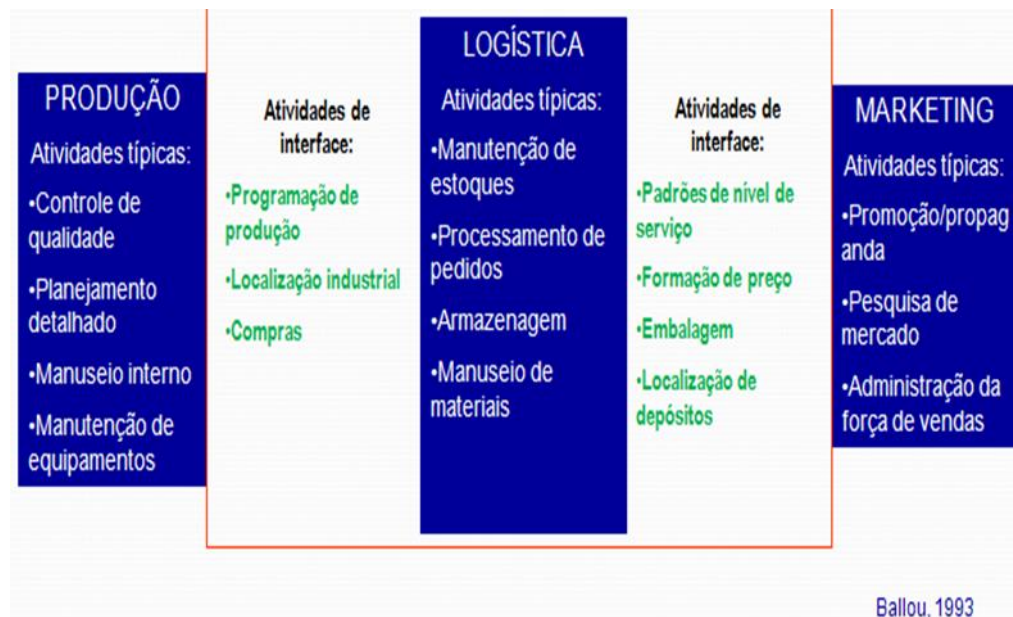 PRODUÇÃO
Atividades típicas:
•Controle de
qualidade
•Planejamento
detalhado
•Manuseio interno
•Manutenção de
equipamentos
Atividades de
interface:
•Programação de
produção
•Localização industrial
•Compras
LOGÍSTICA
Atividades típicas:
•Manutenção de
estoques
•Processamento de
pedidos
•Armazenagem
•Manuseio de
materiais
Atividades de
interface:
•Padrões de nível de
serviço
•Formação de preço
•Embalagem
•Localização de
depósitos
MARKETING
Atividades típicas:
•Promoção/propag
anda
•Pesquisa de
mercado
•Administração da
força de vendas
Ballou, 1993